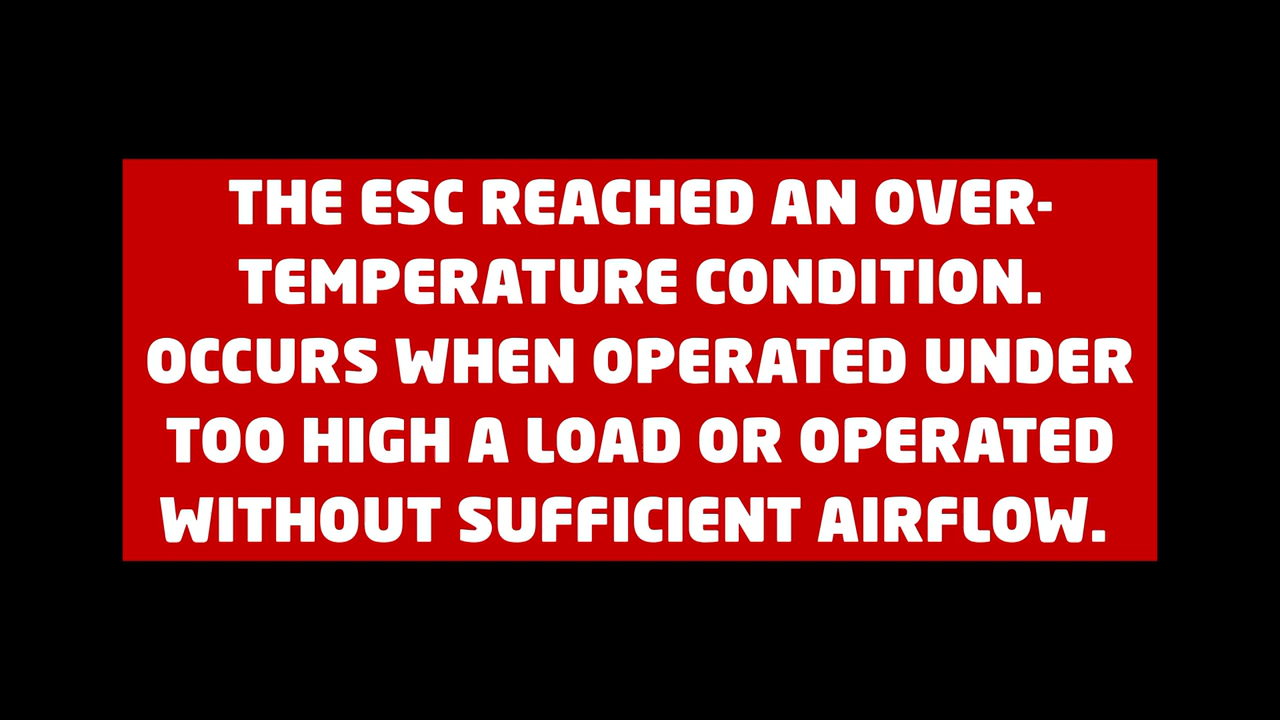 THE ESC REACHED AN OVER-
TEMPERATURE CONDITION.
OCCURS WHEN OPERATED UNDER
TOO HIGH A LOAD OR OPERATED
WITHOUT SUFFICIENT AIRFLOW.